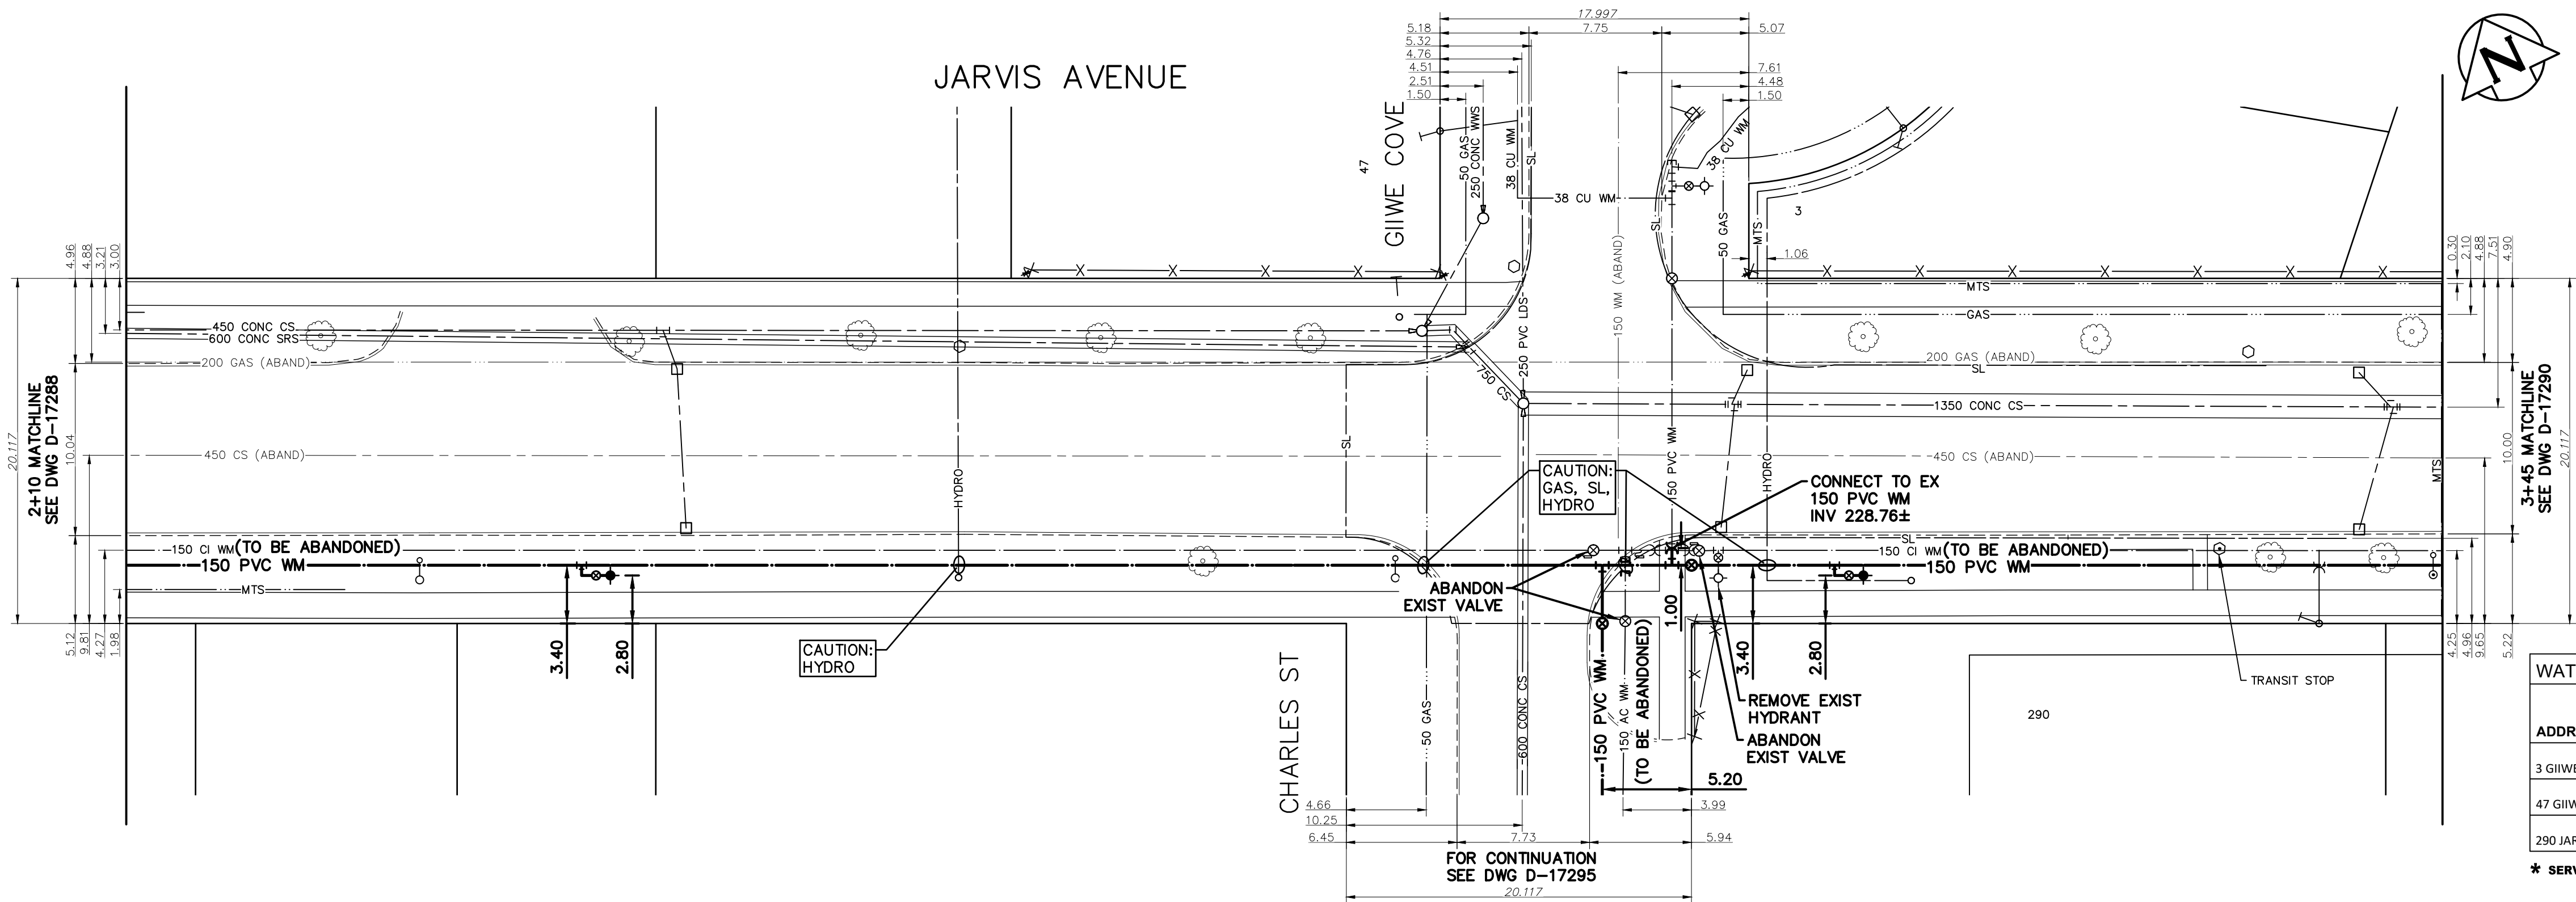 JARVIS AVENUE
N
17.997
5.18
7.75
5.07
5.32
4.76
4.51
2.51
1.50
7.61
4.48
1.50
47
GIIWE COVE
50 GAS
250 CONC WWS
38 CU WM
SL
38 CU WM
150 WM (ABAND)
SL
38 CU WM
50 GAS
MTS
3
1.06
4.96
4.88
3.21
3.00
0.30
2.10
4.88
7.51
4.90
MTS
GAS
450 CONC CS
600 CONC SRS
200 GAS (ABAND)
250 PVC LDS
200 GAS (ABAND)
SL
750 CS
1350 CONC CS
20.117
2+10 MATCHLINE
SEE DWG D-17288
10.04
450 CS (ABAND)
HYDRO
SL
150 PVC WM
HYDRO
450 CS (ABAND)
MTS
10.00
3+45 MATCHLINE
SEE DWG D-17290
20.117
CAUTION:
GAS, SL,
HYDRO
CONNECT TO EX
150 PVC WM
INV 228.76±
150 CI WM (TO BE ABANDONED)
150 PVC WM
MTS
SL
150 CI WM (TO BE ABANDONED)
150 PVC WM
ABANDON
EXIST VALVE
5.12
9.81
4.27
1.98
3.40
2.80
CAUTION:
HYDRO
1.00
3.40
2.80
4.25
4.96
9.65
5.22
CHARLES ST
50 GAS
600 CONC CS
150 PVC WM
150 AC WM
(TO BE ABANDONED)
REMOVE EXIST
HYDRANT
ABANDON
EXIST VALVE
TRANSIT STOP
290
5.20
4.66
3.99
10.25
6.45
7.73
5.94
FOR CONTINUATION
SEE DWG D-17295
20.117
WAT
ADDR
3 GIIWE
47 GIIW
290 JAR
* SERV